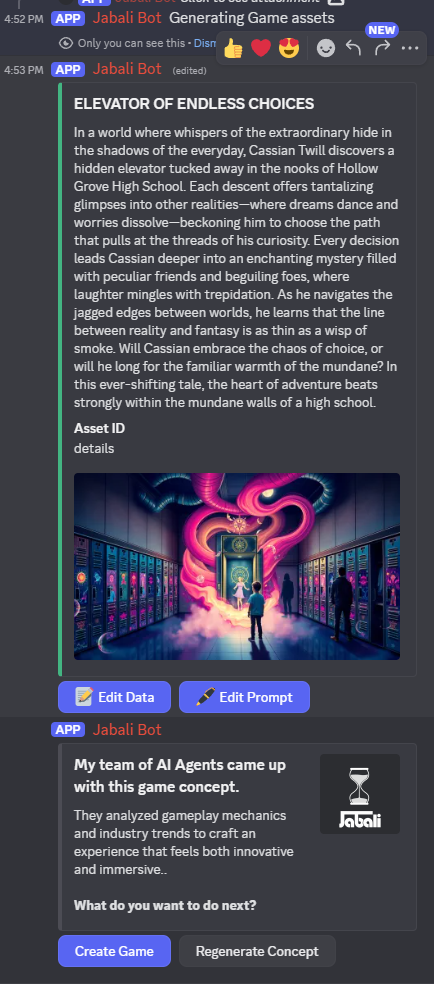 4:52 PM APP Jabali Bot Generating Game assets
Only you can see this • Dism
NEW
4:53 PM APP Jabali Bot (edited)
ELEVATOR OF ENDLESS CHOICES
In a world where whispers of the extraordinary hide in
the shadows of the everyday, Cassian Twill discovers a
hidden elevator tucked away in the nooks of Hollow
Grove High School. Each descent offers tantalizing
glimpses into other realities—where dreams dance and
worries dissolve—beckoning him to choose the path
that pulls at the threads of his curiosity. Every decision
leads Cassian deeper into an enchanting mystery filled
with peculiar friends and beguiling foes, where
laughter mingles with trepidation. As he navigates the
jagged edges between worlds, he learns that the line
between reality and fantasy is as thin as a wisp of
smoke. Will Cassian embrace the chaos of choice, or
will he long for the familiar warmth of the mundane? In
this ever-shifting tale, the heart of adventure beats
strongly within the mundane walls of a high school.
Asset ID
details
Edit Data
Edit Prompt
APP Jabali Bot
My team of AI Agents came up
with this game concept.
Jabali
They analyzed gameplay mechanics
and industry trends to craft an
experience that feels both innovative
and immersive..
What do you want to do next?
Create Game
Regenerate Concept